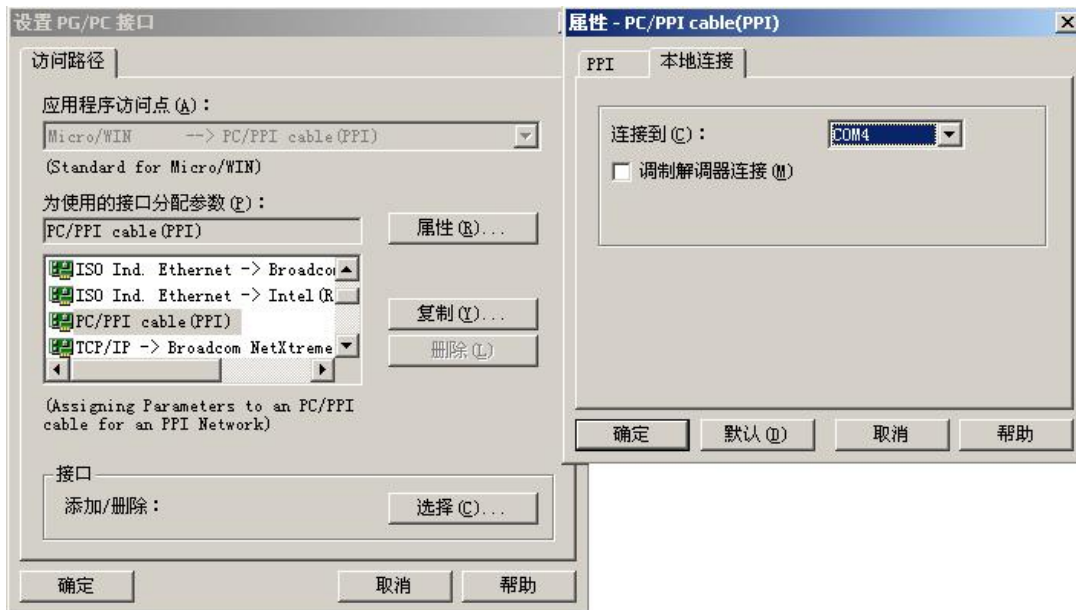 设置 PG/PC 接口
访问路径
应用程序访问点(A)：
Micro/WIN --> PC/PPI cable(PPI)
(Standard for Micro/WIN)
为使用的接口分配参数(P)：
PC/PPI cable(PPI)
属性(R)...
ISO Ind. Ethernet -> Broadco
ISO Ind. Ethernet -> Intel(R
PC/PPI cable(PPI)
TCP/IP -> Broadcom NetXtreme
复制(Y)...
删除(L)
(Assigning Parameters to an PC/PPI
cable for an PPI Network)
接口
添加/删除：
选择(C)...
确定
取消
帮助
属性 - PC/PPI cable(PPI)
PPI
本地连接
连接到(C)：
COM4
调制解调器连接(M)
确定
默认(D)
取消
帮助